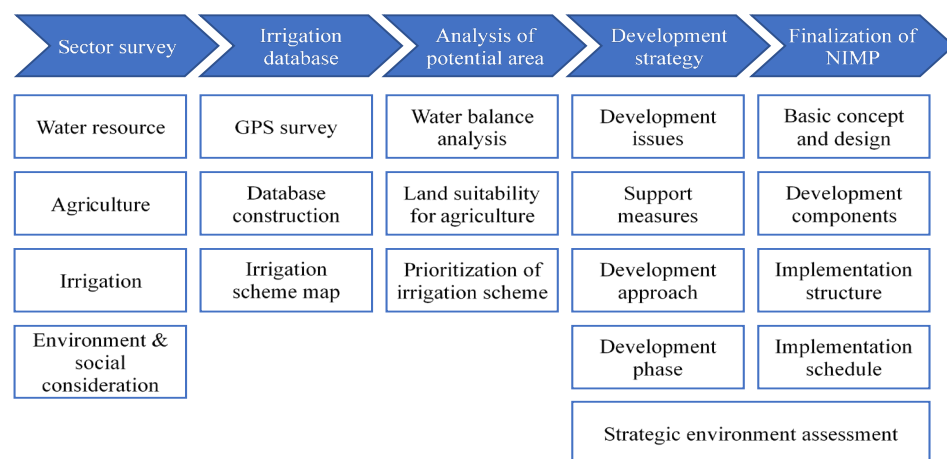 Sector survey
Irrigation
database
Analysis of
potential area
Development
strategy
Finalization of
NIMP
Water resource
GPS survey
Water balance
analysis
Development
issues
Basic concept
and design
Agriculture
Database
construction
Land suitability
for agriculture
Support
measures
Development
components
Irrigation
Irrigation
scheme map
Prioritization of
irrigation scheme
Development
approach
Implementation
structure
Environment &
social
consideration
Development
phase
Implementation
schedule
Strategic environment assessment